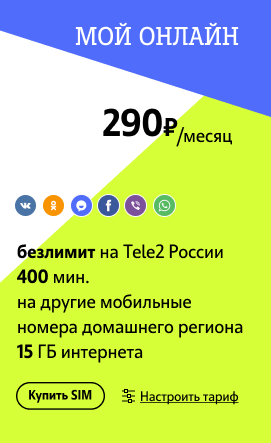 МОЙ ОНЛАЙН
290₽/месяц
безлимит на Tele2 России
400 мин.
на другие мобильные
номера домашнего региона
15 ГБ интернета
Купить SIM
Настроить тариф